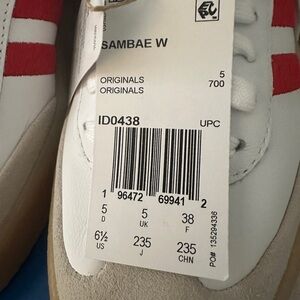 SAMBAE W
ORIGINALS 5
ORIGINALS 700
ID0438 UPC
1 96472 69941 2
5 5 38
D UK F
6½ 235 235
US J CHN
PO# 135294336